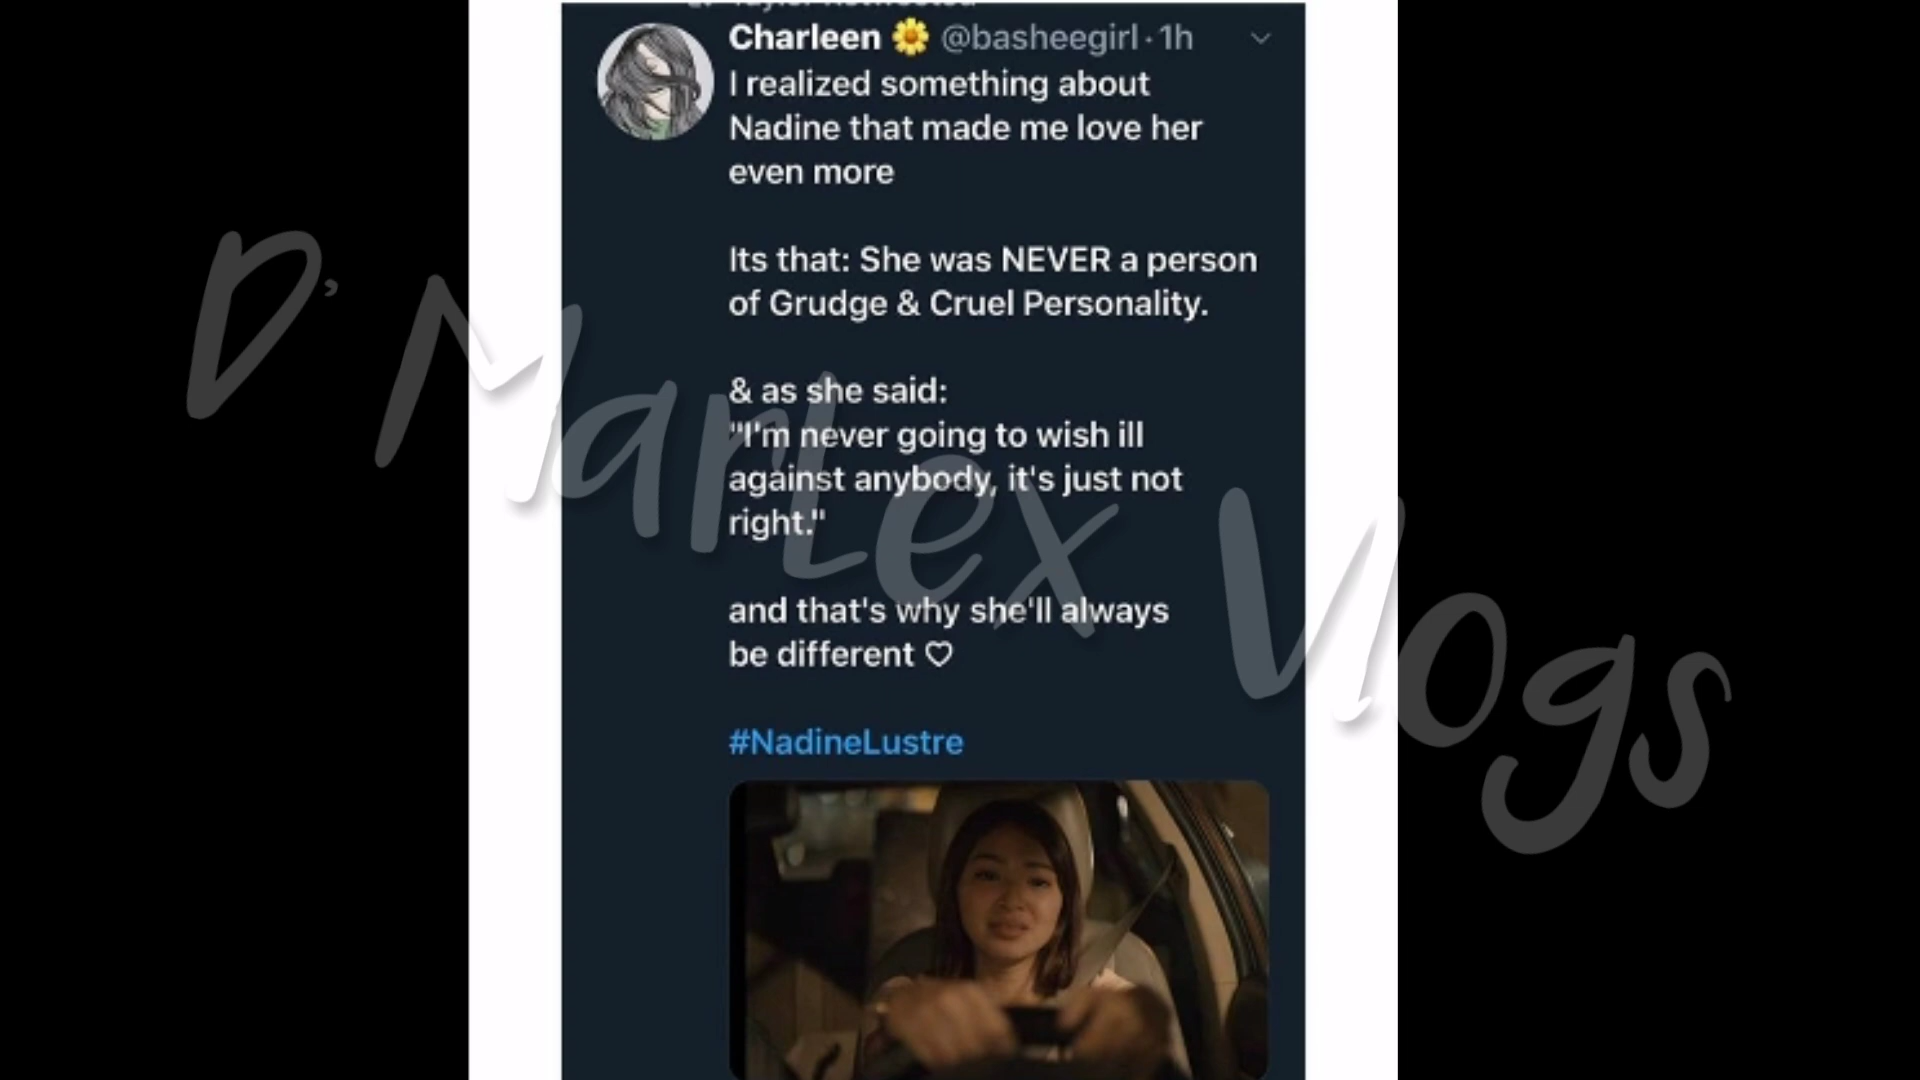 Charleen @basheegirl · 1h
I realized something about
Nadine that made me love her
even more
Its that: She was NEVER a person
of Grudge & Cruel Personality.
& as she said:
"I'm never going to wish ill
against anybody, it's just not
right."
and that's why she'll always
be different ♡
#NadineLustre
D' MarLex Vlogs